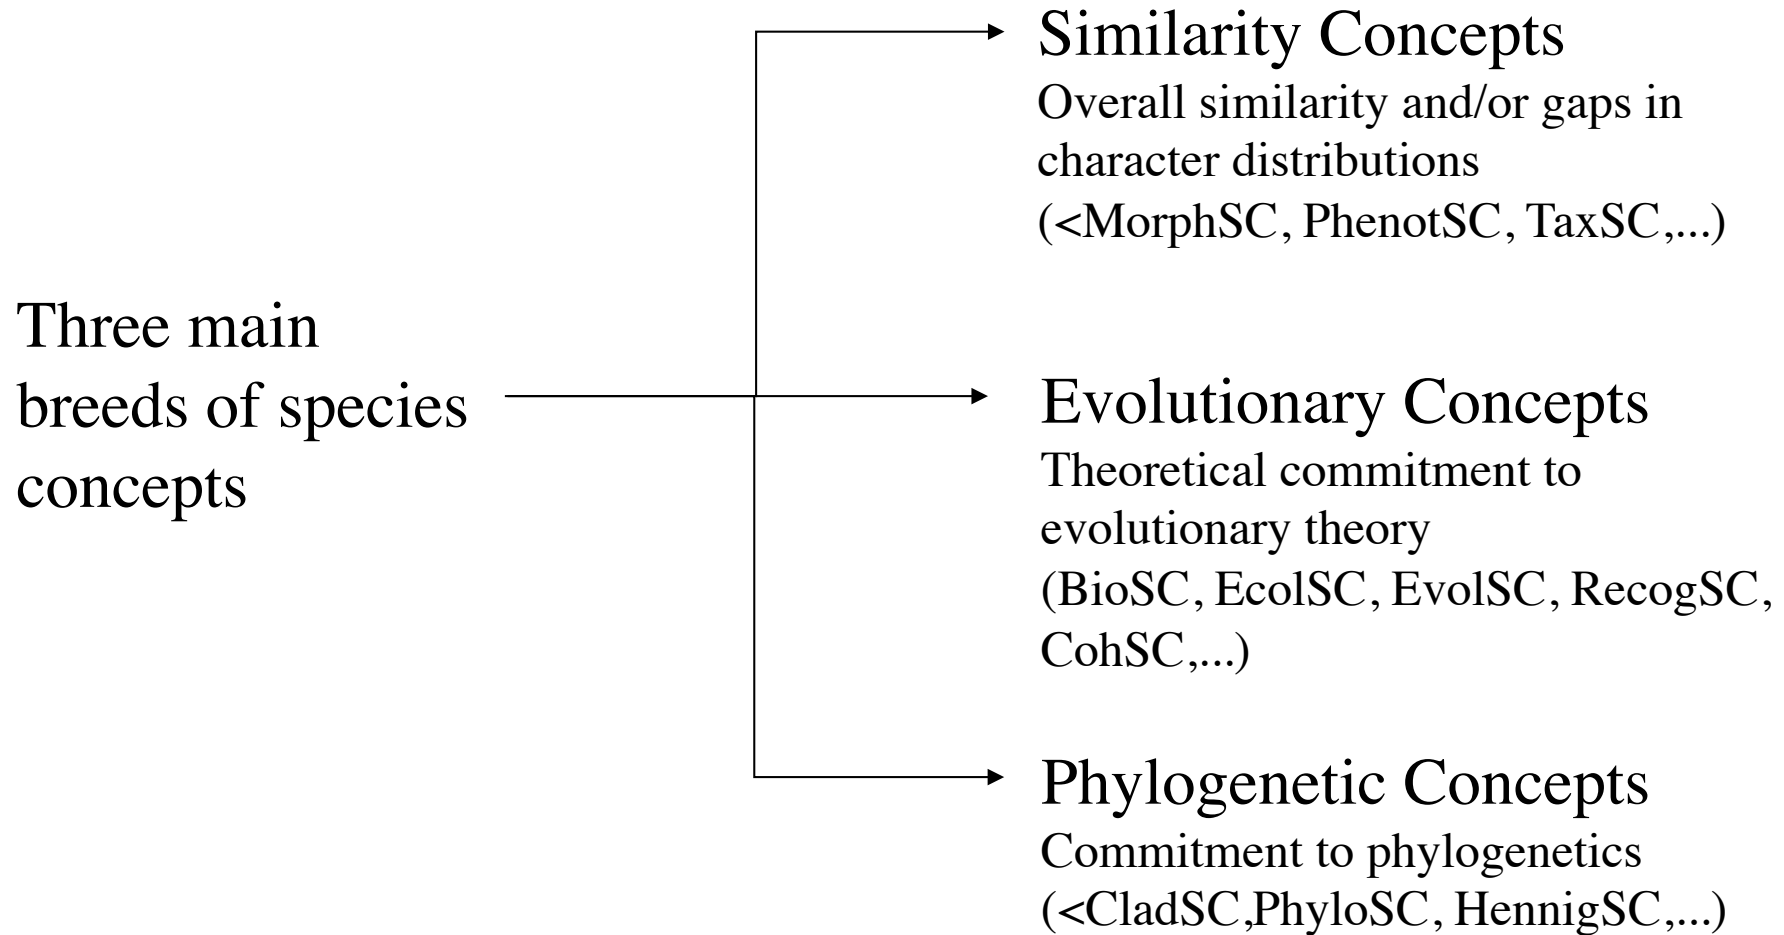 Three main
breeds of species
concepts
Similarity Concepts
Overall similarity and/or gaps in
character distributions
(<MorphSC, PhenotSC, TaxSC,...)
Evolutionary Concepts
Theoretical commitment to
evolutionary theory
(BioSC, EcolSC, EvolSC, RecogSC,
CohSC,...)
Phylogenetic Concepts
Commitment to phylogenetics
(<CladSC,PhyloSC, HennigSC,...)